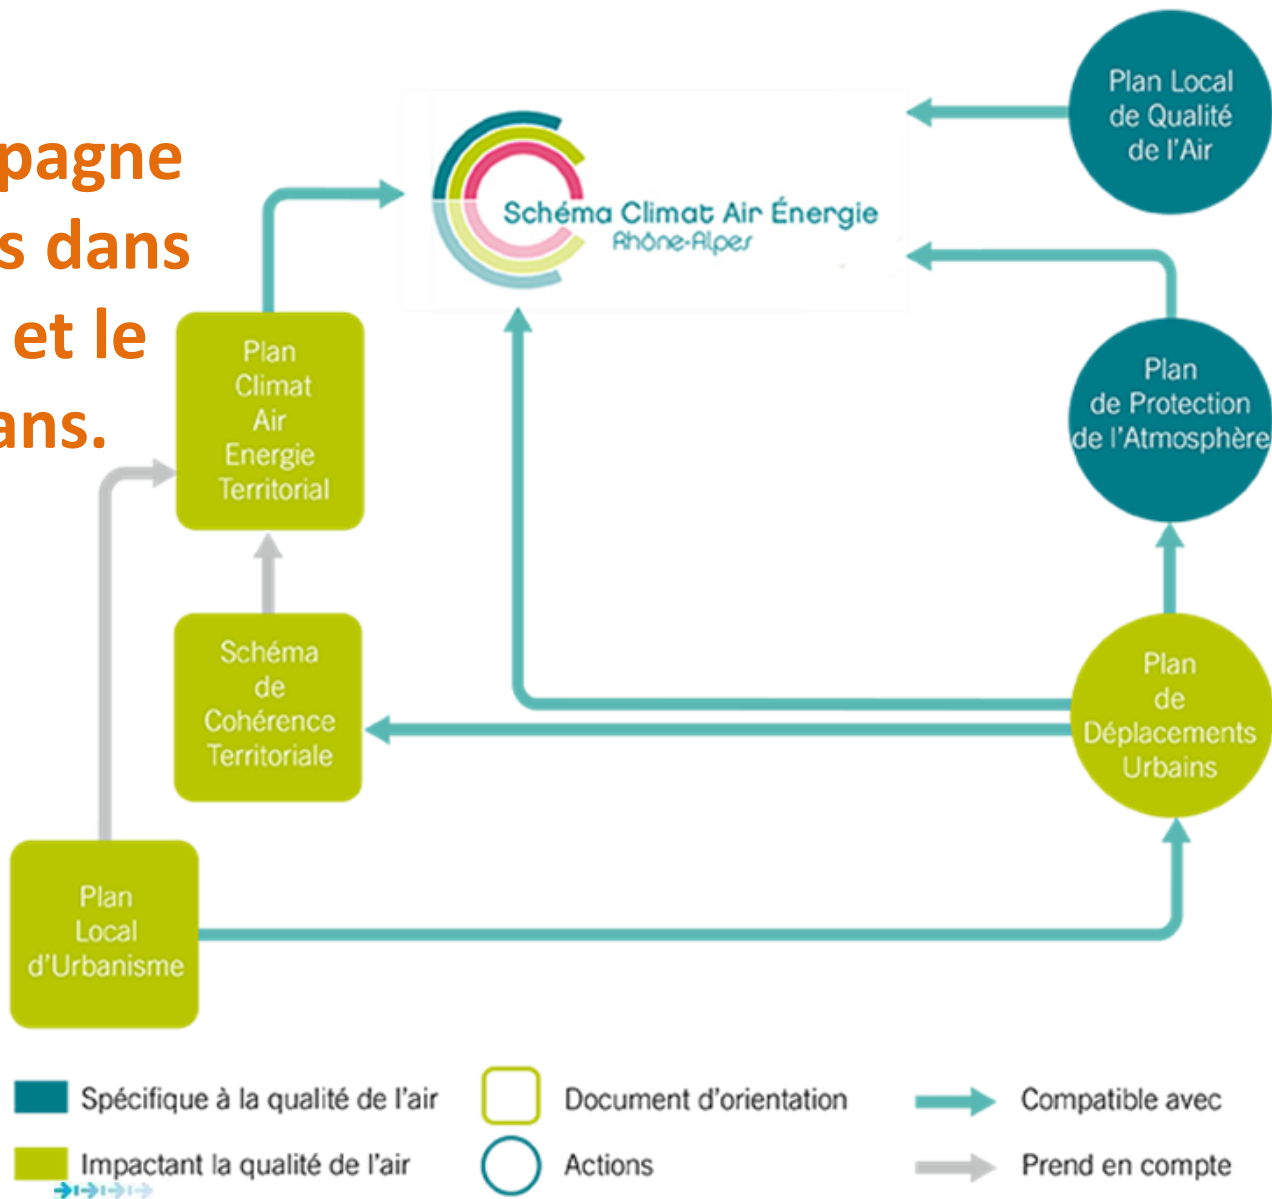 pagne
s dans
et le
ans.
Schéma Climat Air Énergie
Rhône-Alpes
Plan Local
de Qualité
de l'Air
Plan
Climat
Air
Energie
Territorial
Plan
de Protection
de l'Atmosphère
Schéma
de
Cohérence
Territoriale
Plan
de
Déplacements
Urbains
Plan
Local
d'Urbanisme
Spécifique à la qualité de l'air
Document d'orientation
Compatible avec
Impactant la qualité de l'air
Actions
Prend en compte